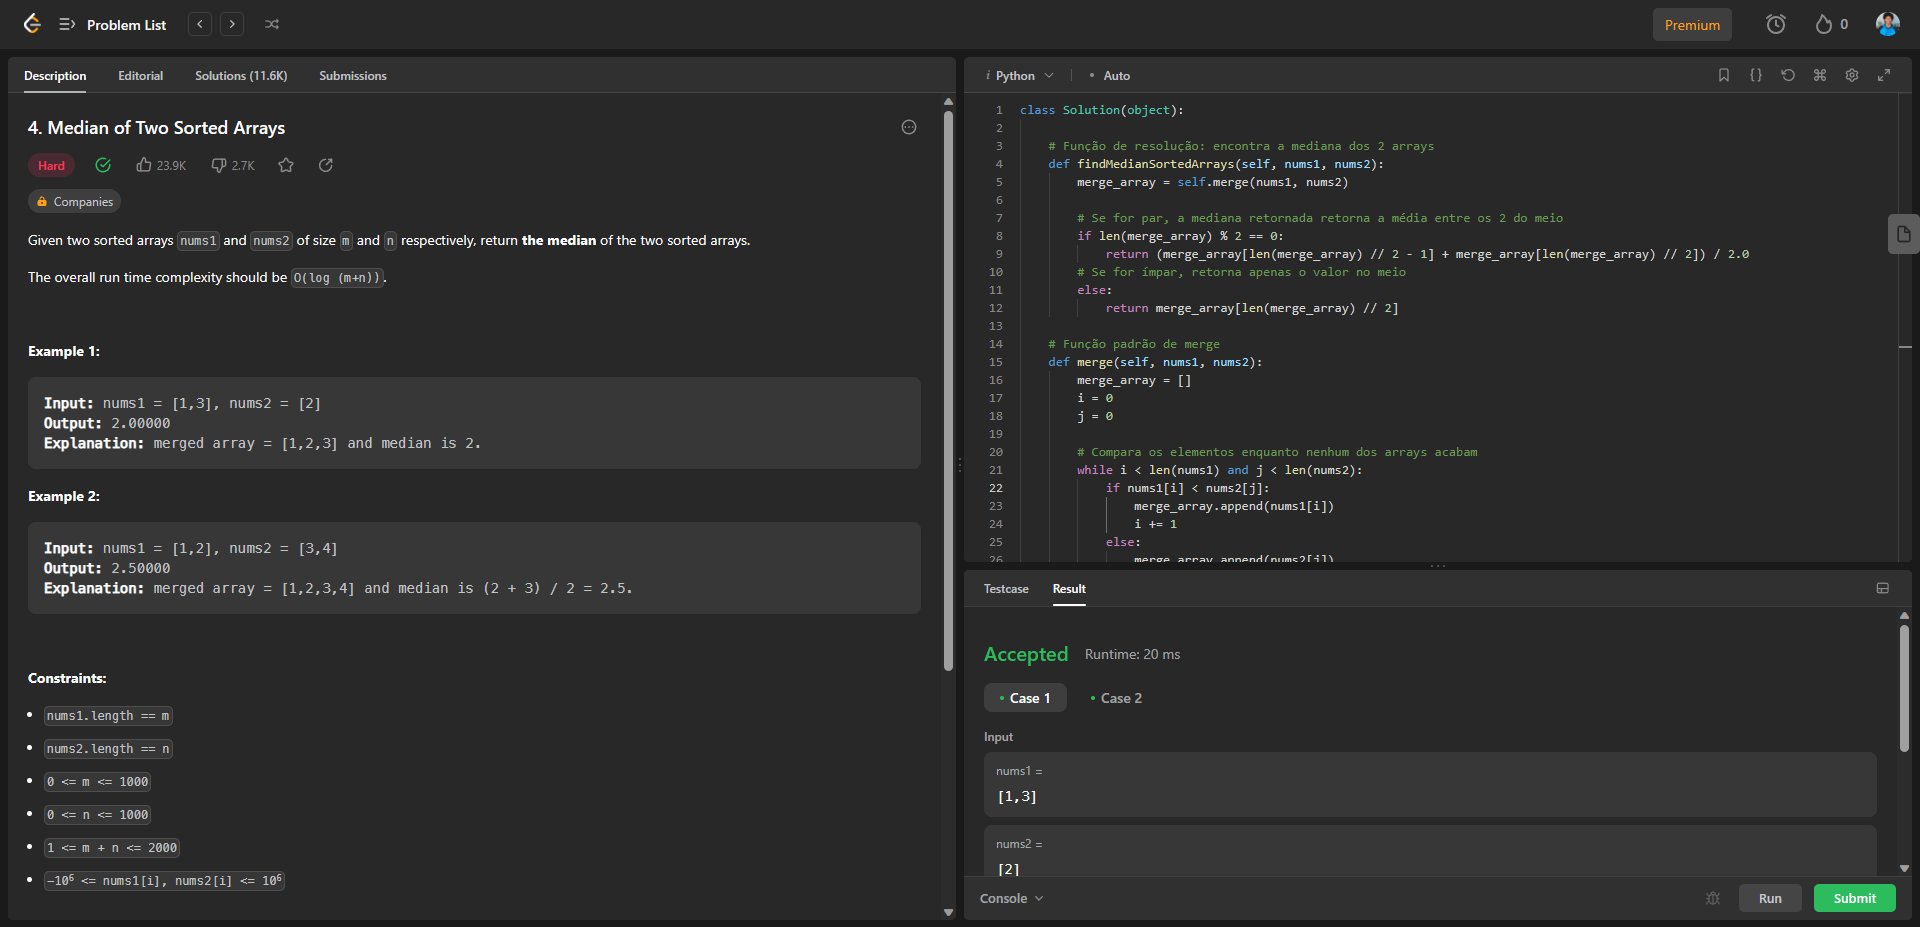 Problem List
Premium
0
Description Editorial Solutions (11.6K) Submissions
4. Median of Two Sorted Arrays
Hard 23.9K 2.7K
Companies
Given two sorted arrays nums1 and nums2 of size m and n respectively, return the median of the two sorted arrays.
The overall run time complexity should be O(log (m+n)).
Example 1:
Input: nums1 = [1,3], nums2 = [2]
Output: 2.00000
Explanation: merged array = [1,2,3] and median is 2.
Example 2:
Input: nums1 = [1,2], nums2 = [3,4]
Output: 2.50000
Explanation: merged array = [1,2,3,4] and median is (2 + 3) / 2 = 2.5.
Constraints:
nums1.length == m
nums2.length == n
0 <= m <= 1000
0 <= n <= 1000
1 <= m + n <= 2000
-10⁶ <= nums1[i], nums2[i] <= 10⁶
i Python • Auto
1 class Solution(object):
2
3 # Função de resolução: encontra a mediana dos 2 arrays
4 def findMedianSortedArrays(self, nums1, nums2):
5 merge_array = self.merge(nums1, nums2)
6
7 # Se for par, a mediana retornada retorna a média entre os 2 do meio
8 if len(merge_array) % 2 == 0:
9 return (merge_array[len(merge_array) // 2 - 1] + merge_array[len(merge_array) // 2]) / 2.0
10 # Se for ímpar, retorna apenas o valor no meio
11 else:
12 return merge_array[len(merge_array) // 2]
13
14 # Função padrão de merge
15 def merge(self, nums1, nums2):
16 merge_array = []
17 i = 0
18 j = 0
19
20 # Compara os elementos enquanto nenhum dos arrays acabam
21 while i < len(nums1) and j < len(nums2):
22 if nums1[i] < nums2[j]:
23 merge_array.append(nums1[i])
24 i += 1
25 else:
26 merge_array.append(nums2[j])
Testcase Result
Accepted Runtime: 20 ms
• Case 1 • Case 2
Input
nums1 =
[1,3]
nums2 =
[2]
Console Run Submit